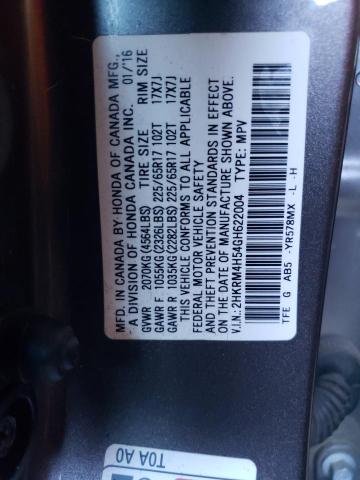 MFD. IN CANADA BY HONDA OF CANADA MFG.,
A DIVISION OF HONDA CANADA INC. 01/'16
GVWR 2070KG(4564LBS) TIRE SIZE RIM SIZE
GAWR F 1055KG(2326LBS) 225/65R17 102T 17X7J
GAWR R 1035KG(2282LBS) 225/65R17 102T 17X7J
THIS VEHICLE CONFORMS TO ALL APPLICABLE
FEDERAL MOTOR VEHICLE SAFETY
AND THEFT PREVENTION STANDARDS IN EFFECT
ON THE DATE OF MANUFACTURE SHOWN ABOVE.
V.I.N.: 2HKRM4H54GH622004 TYPE: MPV
TFE G AB5 -YR578MX -L -H
T0A A0